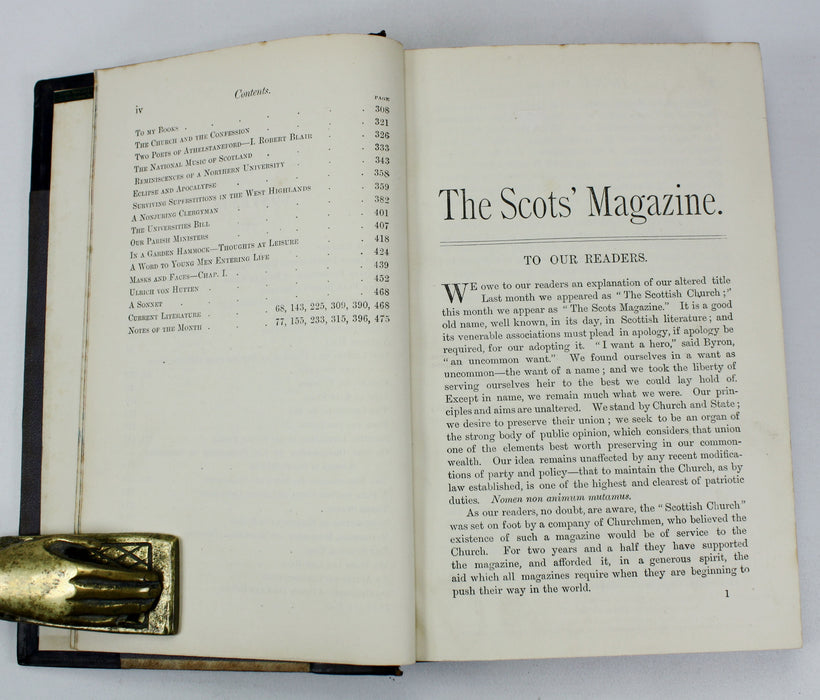 iv Contents.
PAGE
To my Books . . . . . . 308
The Church and the Confession . . . . 321
Two Poets of Athelstaneford—I. Robert Blair . . 326
The National Music of Scotland . . . . 333
Reminiscences of a Northern University . . . 343
Eclipse and Apocalypse . . . . . 358
Surviving Superstitions in the West Highlands . . 359
A Nonjuring Clergyman . . . . . 382
The Universities Bill . . . . . 401
Our Parish Ministers . . . . . 407
In a Garden Hammock—Thoughts at Leisure . . 418
A Word to Young Men Entering Life . . . 424
Masks and Faces—Chap. I. . . . . 439
Ulrich von Hutten . . . . . 452
A Sonnet . . . . . . 468
Current Literature . . . 68, 143, 225, 309, 390, 468
Notes of the Month . . . 77, 155, 233, 315, 396, 475
The Scots' Magazine.
TO OUR READERS.
WE owe to our readers an explanation of our altered title
Last month we appeared as "The Scottish Church;"
this month we appear as "The Scots Magazine." It is a good
old name, well known, in its day, in Scottish literature; and
its venerable associations must plead in apology, if apology be
required, for our adopting it. "I want a hero," said Byron,
"an uncommon want." We found ourselves in a want as
uncommon—the want of a name; and we took the liberty of
serving ourselves heir to the best we could lay hold of.
Except in name, we remain much what we were. Our prin-
ciples and aims are unaltered. We stand by Church and State;
we desire to preserve their union; we seek to be an organ of
the strong body of public opinion, which considers that union
one of the elements best worth preserving in our common-
wealth. Our idea remains unaffected by any recent modifica-
tions of party and policy—that to maintain the Church, as by
law established, is one of the highest and clearest of patriotic
duties. Nomen non animum mutamus.
As our readers, no doubt, are aware, the "Scottish Church"
was set on foot by a company of Churchmen, who believed the
existence of such a magazine would be of service to the
Church. For two years and a half they have supported
the magazine, and afforded it, in a generous spirit, the
aid which all magazines require when they are beginning to
push their way in the world.
1